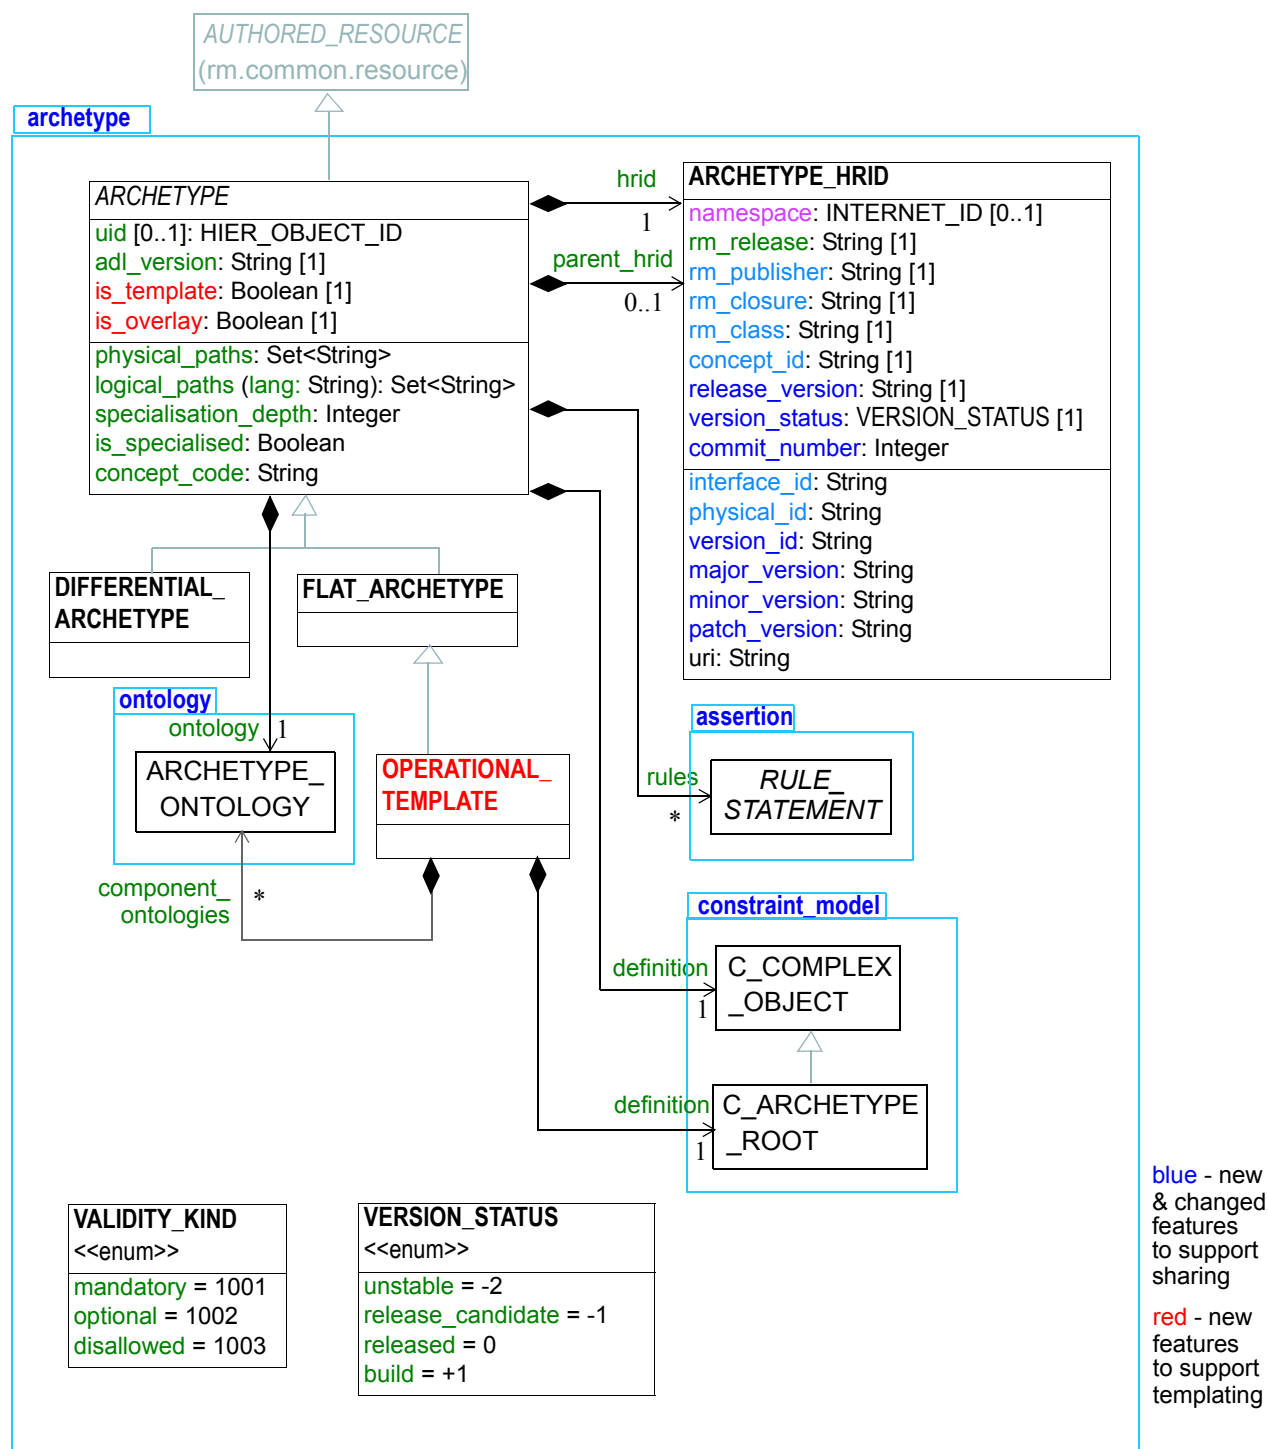 AUTHORED_RESOURCE
(rm.common.resource)
archetype
ARCHETYPE
uid [0..1]: HIER_OBJECT_ID
adl_version: String [1]
is_template: Boolean [1]
is_overlay: Boolean [1]
physical_paths: Set<String>
logical_paths (lang: String): Set<String>
specialisation_depth: Integer
is_specialised: Boolean
concept_code: String
hrid
1
parent_hrid
0..1
ARCHETYPE_HRID
namespace: INTERNET_ID [0..1]
rm_release: String [1]
rm_publisher: String [1]
rm_closure: String [1]
rm_class: String [1]
concept_id: String [1]
release_version: String [1]
version_status: VERSION_STATUS [1]
commit_number: Integer
interface_id: String
physical_id: String
version_id: String
major_version: String
minor_version: String
patch_version: String
uri: String
DIFFERENTIAL_
ARCHETYPE
FLAT_ARCHETYPE
ontology
ontology
1
ARCHETYPE_
ONTOLOGY
OPERATIONAL_
TEMPLATE
component_
ontologies
*
assertion
rules
*
RULE_
STATEMENT
constraint_model
definition
1
C_COMPLEX
_OBJECT
definition
1
C_ARCHETYPE
_ROOT
VALIDITY_KIND
<<enum>>
mandatory = 1001
optional = 1002
disallowed = 1003
VERSION_STATUS
<<enum>>
unstable = -2
release_candidate = -1
released = 0
build = +1
blue - new
& changed
features
to support
sharing
red - new
features
to support
templating